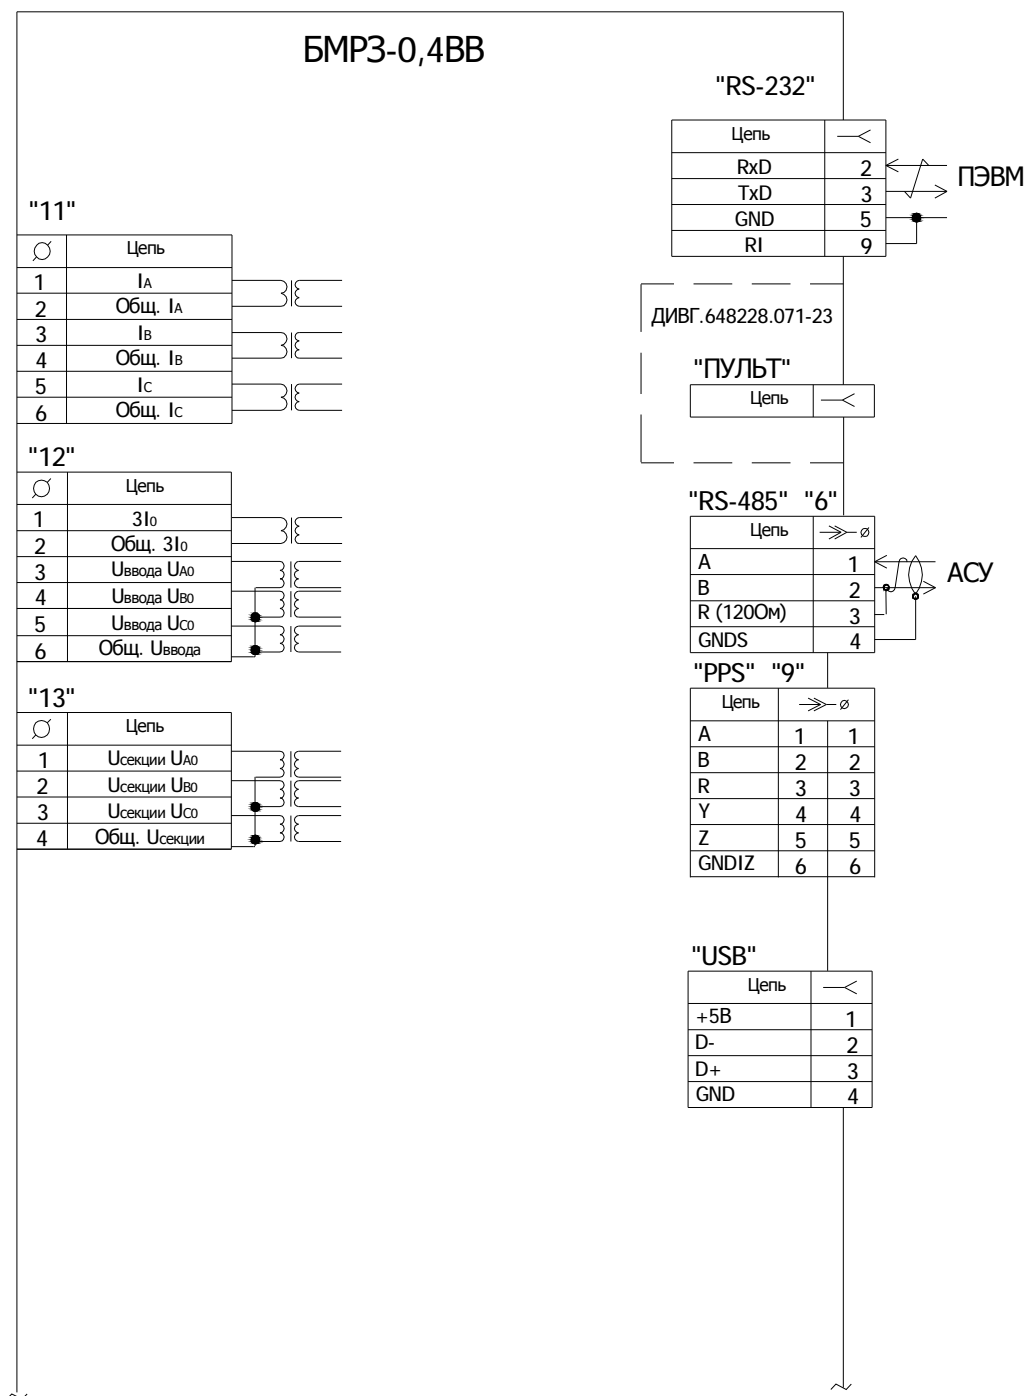 БМРЗ-0,4ВВ
"RS-232"
Цепь
RxD 2
TxD 3
GND 5
RI 9
ПЭВМ
"11"
Цепь
1 IA
2 Общ. IA
3 IB
4 Общ. IB
5 IC
6 Общ. IC
ДИВГ.648228.071-23
"ПУЛЬТ"
Цепь
"12"
Цепь
1 3I0
2 Общ. 3I0
3 Uввода UA0
4 Uввода UB0
5 Uввода UC0
6 Общ. Uввода
"RS-485" "6"
Цепь
A 1
B 2
R (120Ом) 3
GNDS 4
АСУ
"PPS" "9"
Цепь
A 1 1
B 2 2
R 3 3
Y 4 4
Z 5 5
GNDIZ 6 6
"13"
Цепь
1 Uсекции UA0
2 Uсекции UB0
3 Uсекции UC0
4 Общ. Uсекции
"USB"
Цепь
+5В 1
D- 2
D+ 3
GND 4